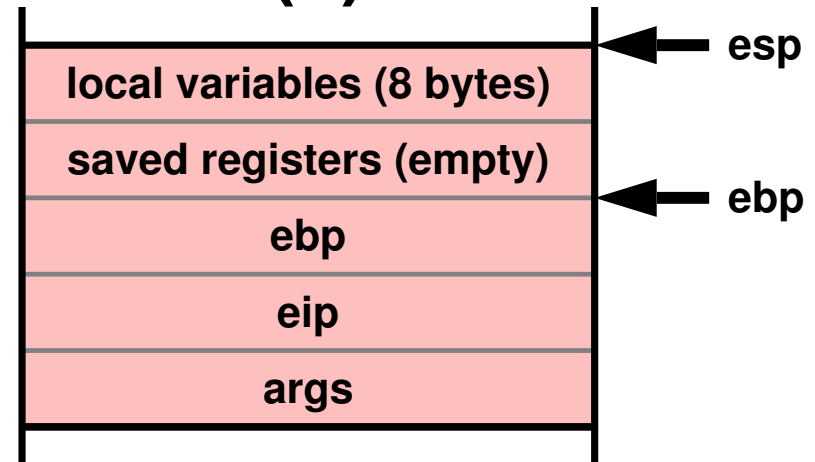 esp
local variables (8 bytes)
saved registers (empty)
ebp
ebp
eip
args